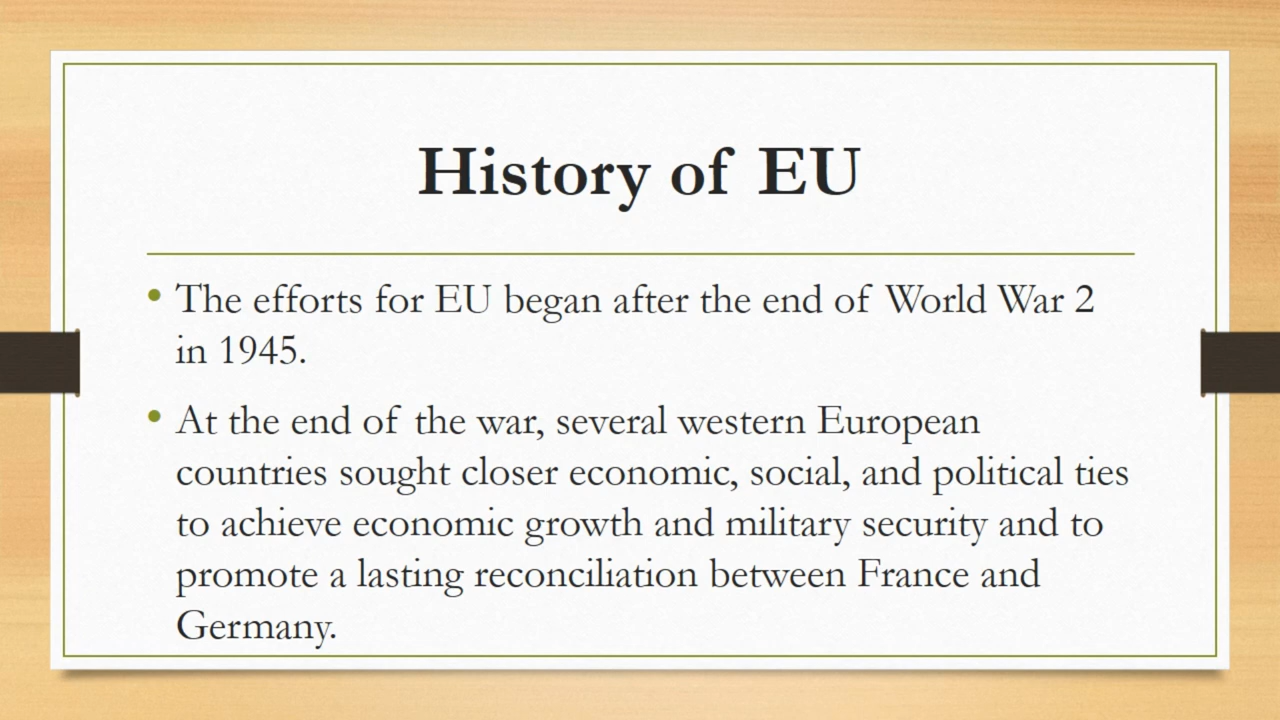 History of EU
• The efforts for EU began after the end of World War 2
in 1945.
• At the end of the war, several western European
countries sought closer economic, social, and political ties
to achieve economic growth and military security and to
promote a lasting reconciliation between France and
Germany.